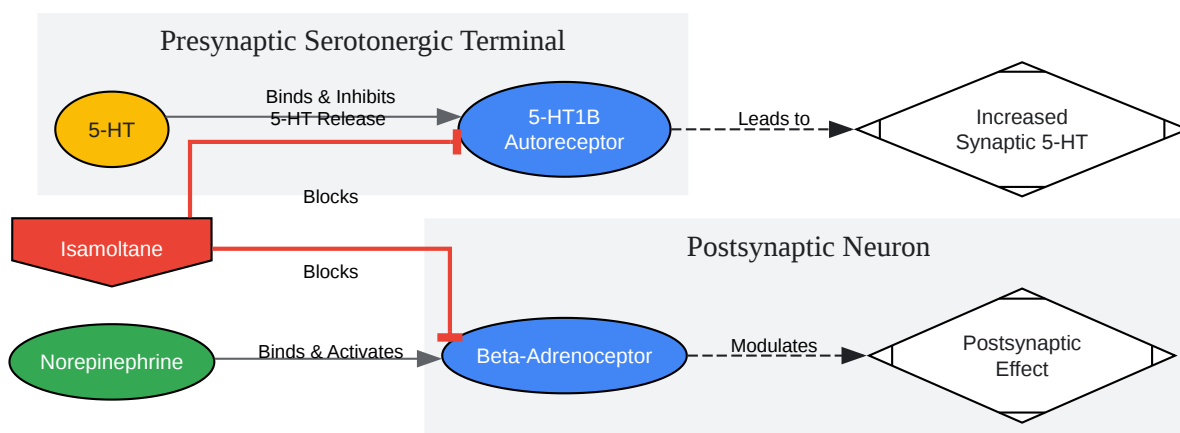 Presynaptic Serotonergic Terminal
5-HT
Binds & Inhibits
5-HT Release
5-HT1B
Autoreceptor
Leads to
Increased
Synaptic 5-HT
Blocks
Isamoltane
Blocks
Postsynaptic Neuron
Norepinephrine
Binds & Activates
Beta-Adrenoceptor
Modulates
Postsynaptic
Effect